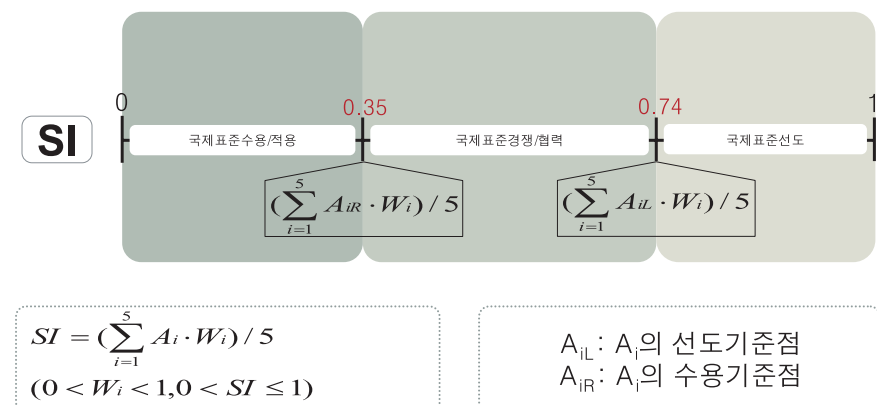 0 0.35 0.74 1
SI 국제표준수용/적용 국제표준경쟁/협력 국제표준선도
(∑_{i=1}^{5} A_{iR} · W_i) / 5 (∑_{i=1}^{5} A_{iL} · W_i) / 5
SI = (∑_{i=1}^{5} A_i · W_i) / 5
(0 < W_i < 1,0 < SI ≤ 1)
A_{iL}: A_i의 선도기준점
A_{iR}: A_i의 수용기준점